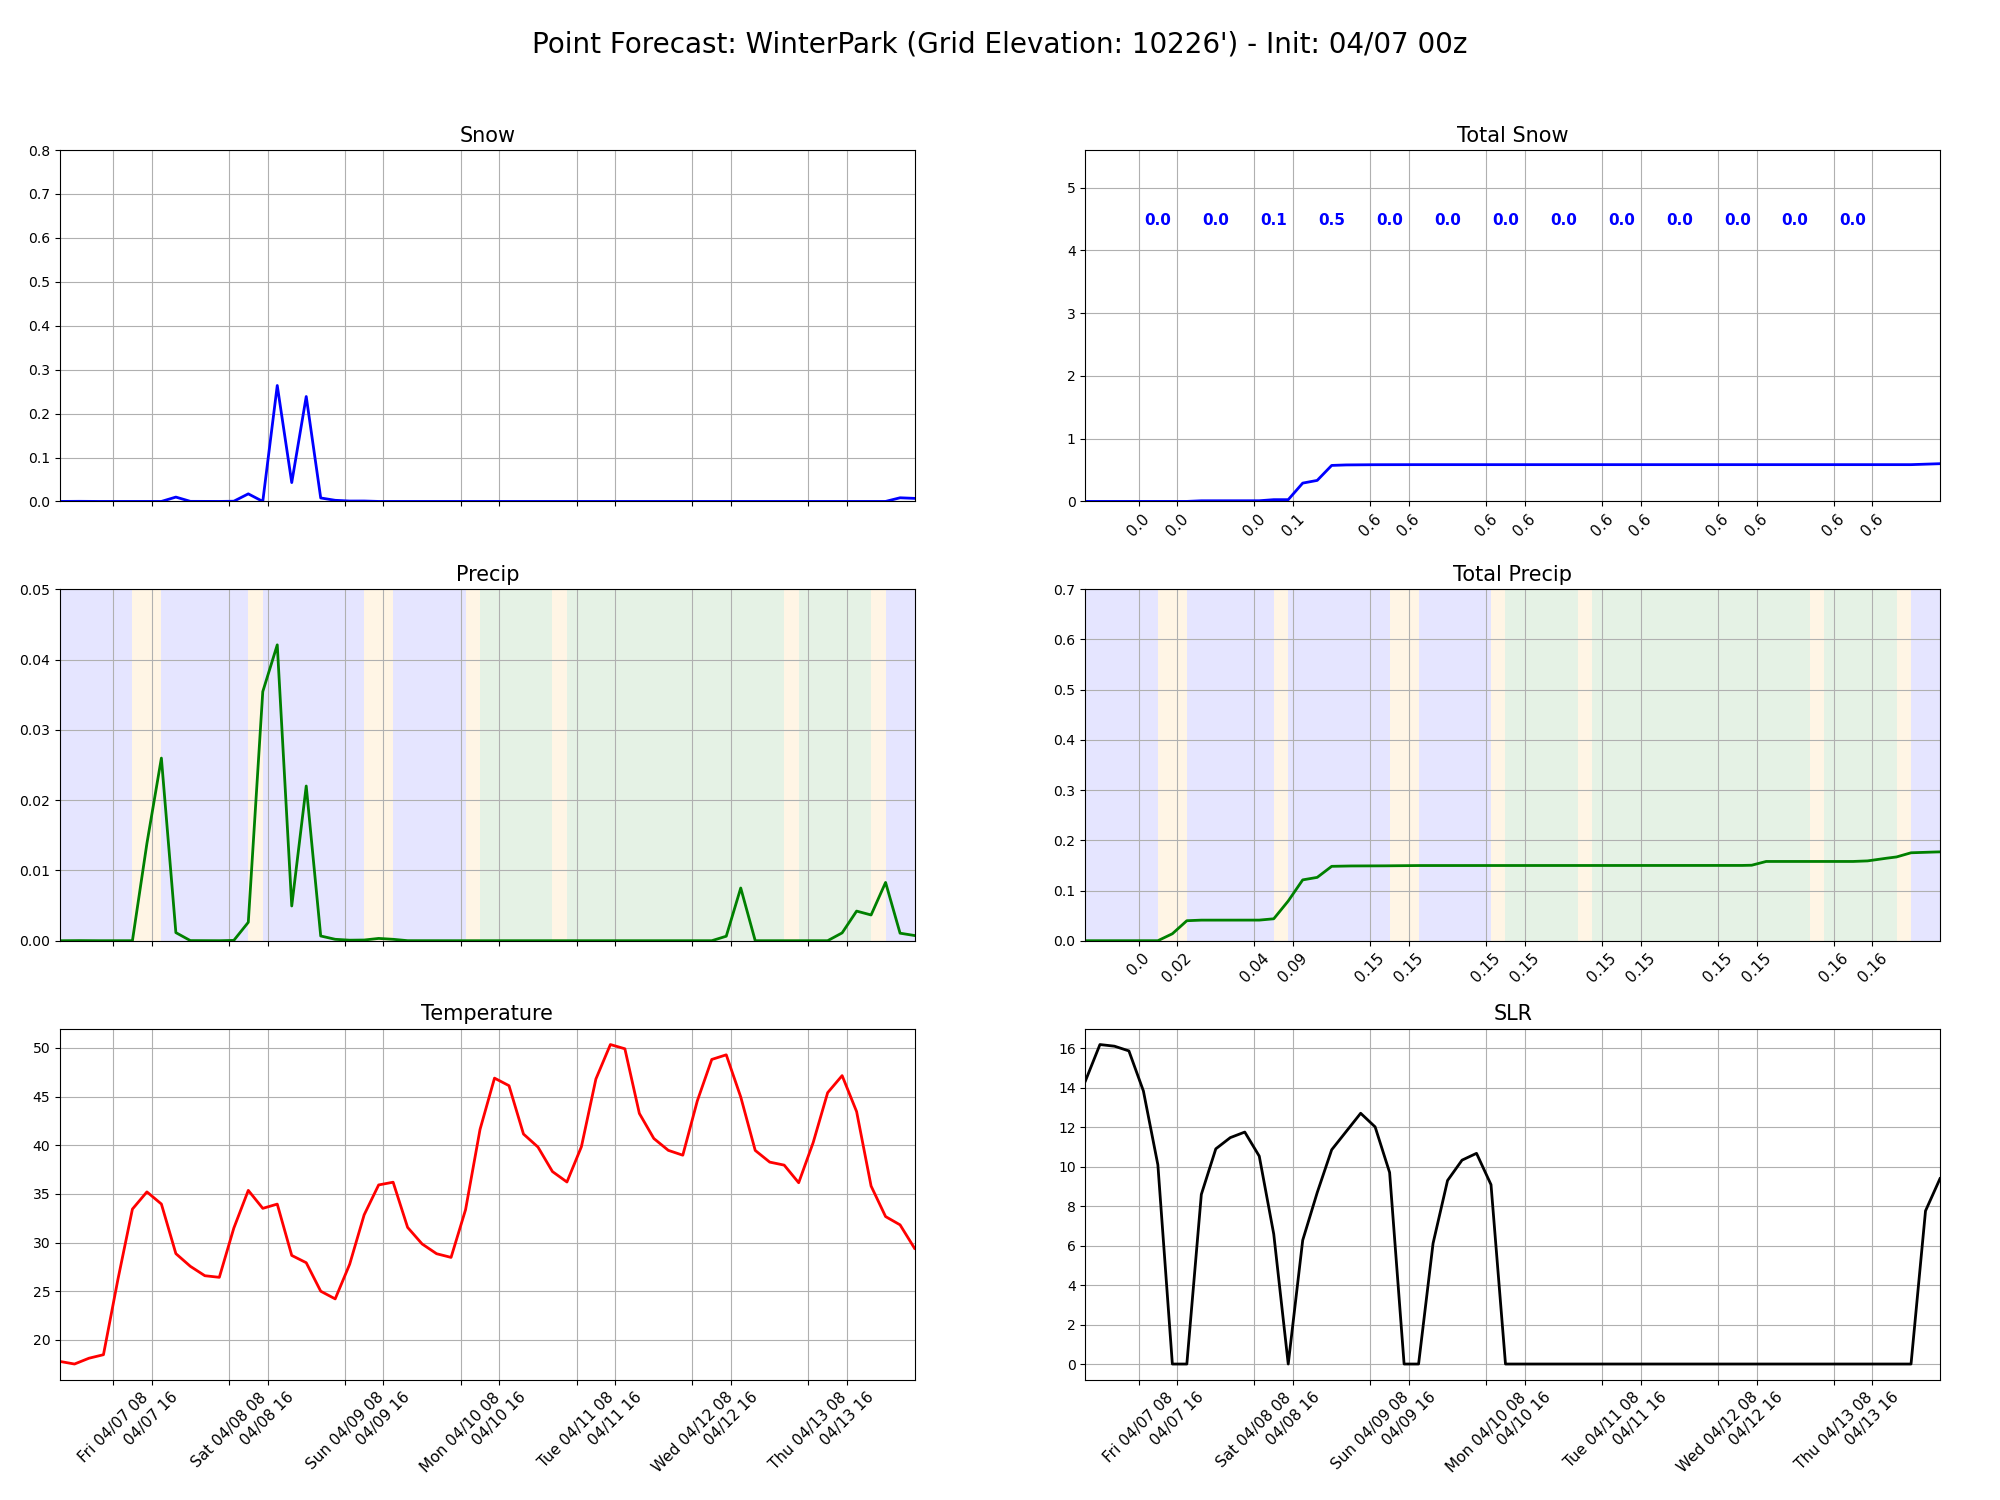 Point Forecast: WinterPark (Grid Elevation: 10226') - Init: 04/07 00z
Snow
0.8
0.7
0.6
0.5
0.4
0.3
0.2
0.1
0.0
Total Snow
5
4
3
2
1
0
0.0 0.0 0.1 0.5 0.0 0.0 0.0 0.0 0.0 0.0 0.0 0.0 0.0
0.0 0.0 0.0 0.1 0.6 0.6 0.6 0.6 0.6 0.6 0.6 0.6 0.6 0.6
Precip
0.05
0.04
0.03
0.02
0.01
0.00
Total Precip
0.7
0.6
0.5
0.4
0.3
0.2
0.1
0.0
0.0 0.02 0.04 0.09 0.15 0.15 0.15 0.15 0.15 0.15 0.15 0.15 0.16 0.16
Temperature
50
45
40
35
30
25
20
Fri 04/07 08
04/07 16
Sat 04/08 08
04/08 16
Sun 04/09 08
04/09 16
Mon 04/10 08
04/10 16
Tue 04/11 08
04/11 16
Wed 04/12 08
04/12 16
Thu 04/13 08
04/13 16
SLR
16
14
12
10
8
6
4
2
0
Fri 04/07 08
04/07 16
Sat 04/08 08
04/08 16
Sun 04/09 08
04/09 16
Mon 04/10 08
04/10 16
Tue 04/11 08
04/11 16
Wed 04/12 08
04/12 16
Thu 04/13 08
04/13 16